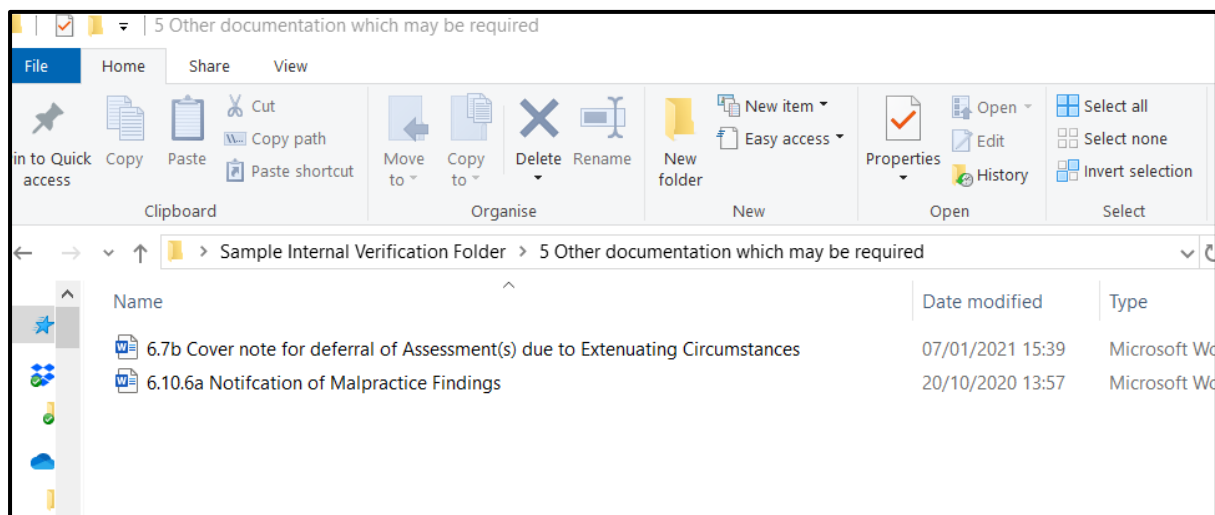 5 Other documentation which may be required
File Home Share View
in to Quick access
Copy
Paste
Cut
Copy path
Paste shortcut
Move to
Copy to
Delete
Rename
New folder
New item
Easy access
Properties
Open
Edit
History
Select all
Select none
Invert selection
Clipboard Organise New Open Select
Sample Internal Verification Folder > 5 Other documentation which may be required
Name Date modified Type
6.7b Cover note for deferral of Assessment(s) due to Extenuating Circumstances 07/01/2021 15:39 Microsoft Wo
6.10.6a Notifcation of Malpractice Findings 20/10/2020 13:57 Microsoft Wo